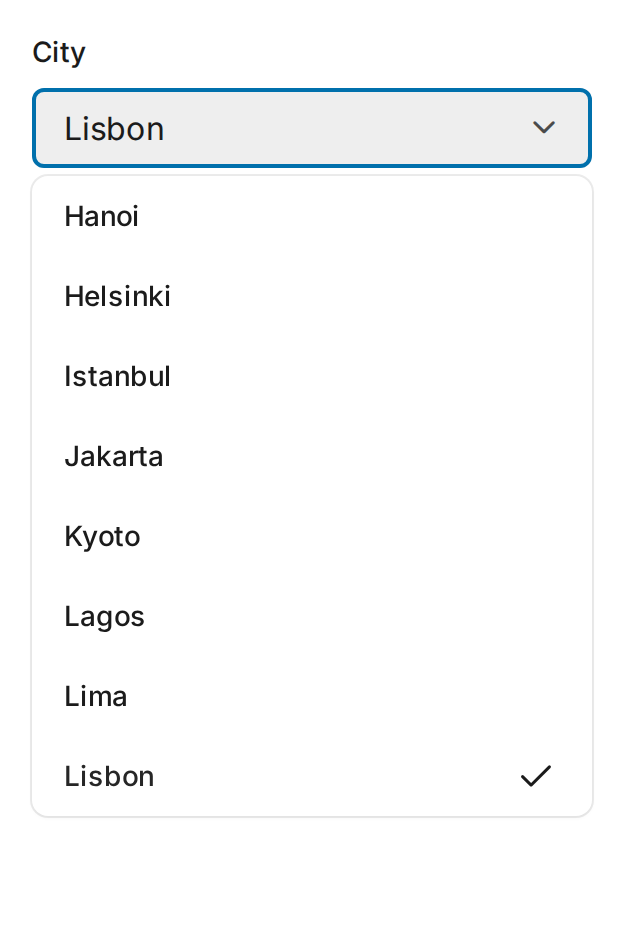 City
Lisbon
Hanoi
Helsinki
Istanbul
Jakarta
Kyoto
Lagos
Lima
Lisbon